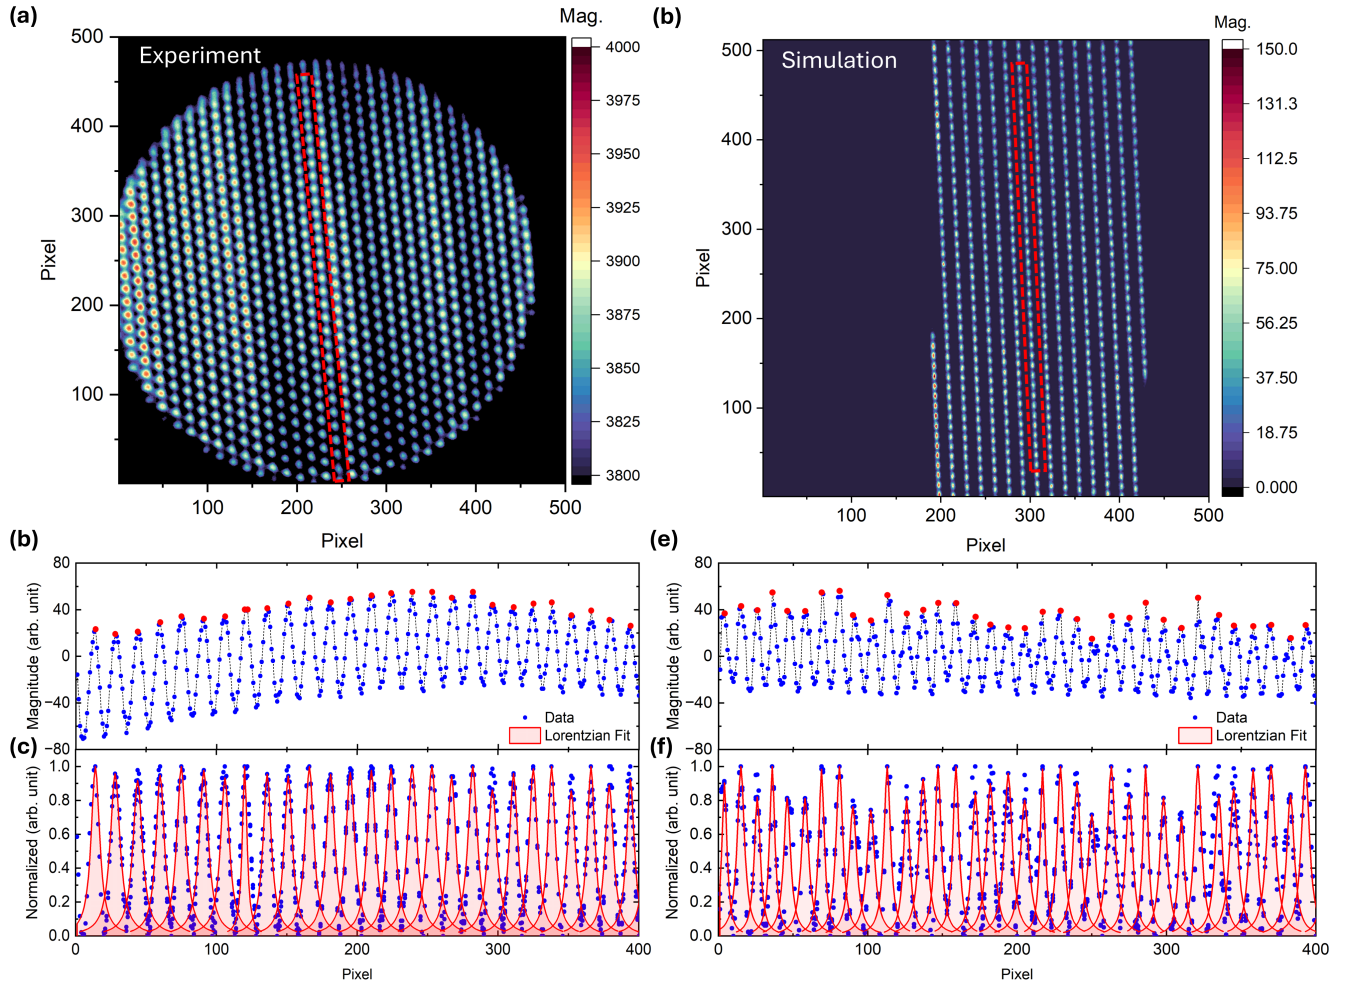 (a)
Mag.
Experiment
500
400
300
200
100
Pixel
100 200 300 400 500
Pixel
4000
3975
3950
3925
3900
3875
3850
3825
3800
(b)
Mag.
Simulation
500
400
300
200
100
Pixel
100 200 300 400 500
Pixel
150.0
131.3
112.5
93.75
75.00
56.25
37.50
18.75
0.000
(b)
80
40
0
−40
−80
Magnitude (arb. unit)
Data
Lorentzian Fit
(c)
1.0
0.8
0.6
0.4
0.2
0.0
Normalized (arb. unit)
0 100 200 300 400
Pixel
(e)
80
40
0
−40
−80
Magnitude (arb. unit)
Data
Lorentzian Fit
(f)
1.0
0.8
0.6
0.4
0.2
0.0
Normalized (arb. unit)
0 100 200 300 400
Pixel